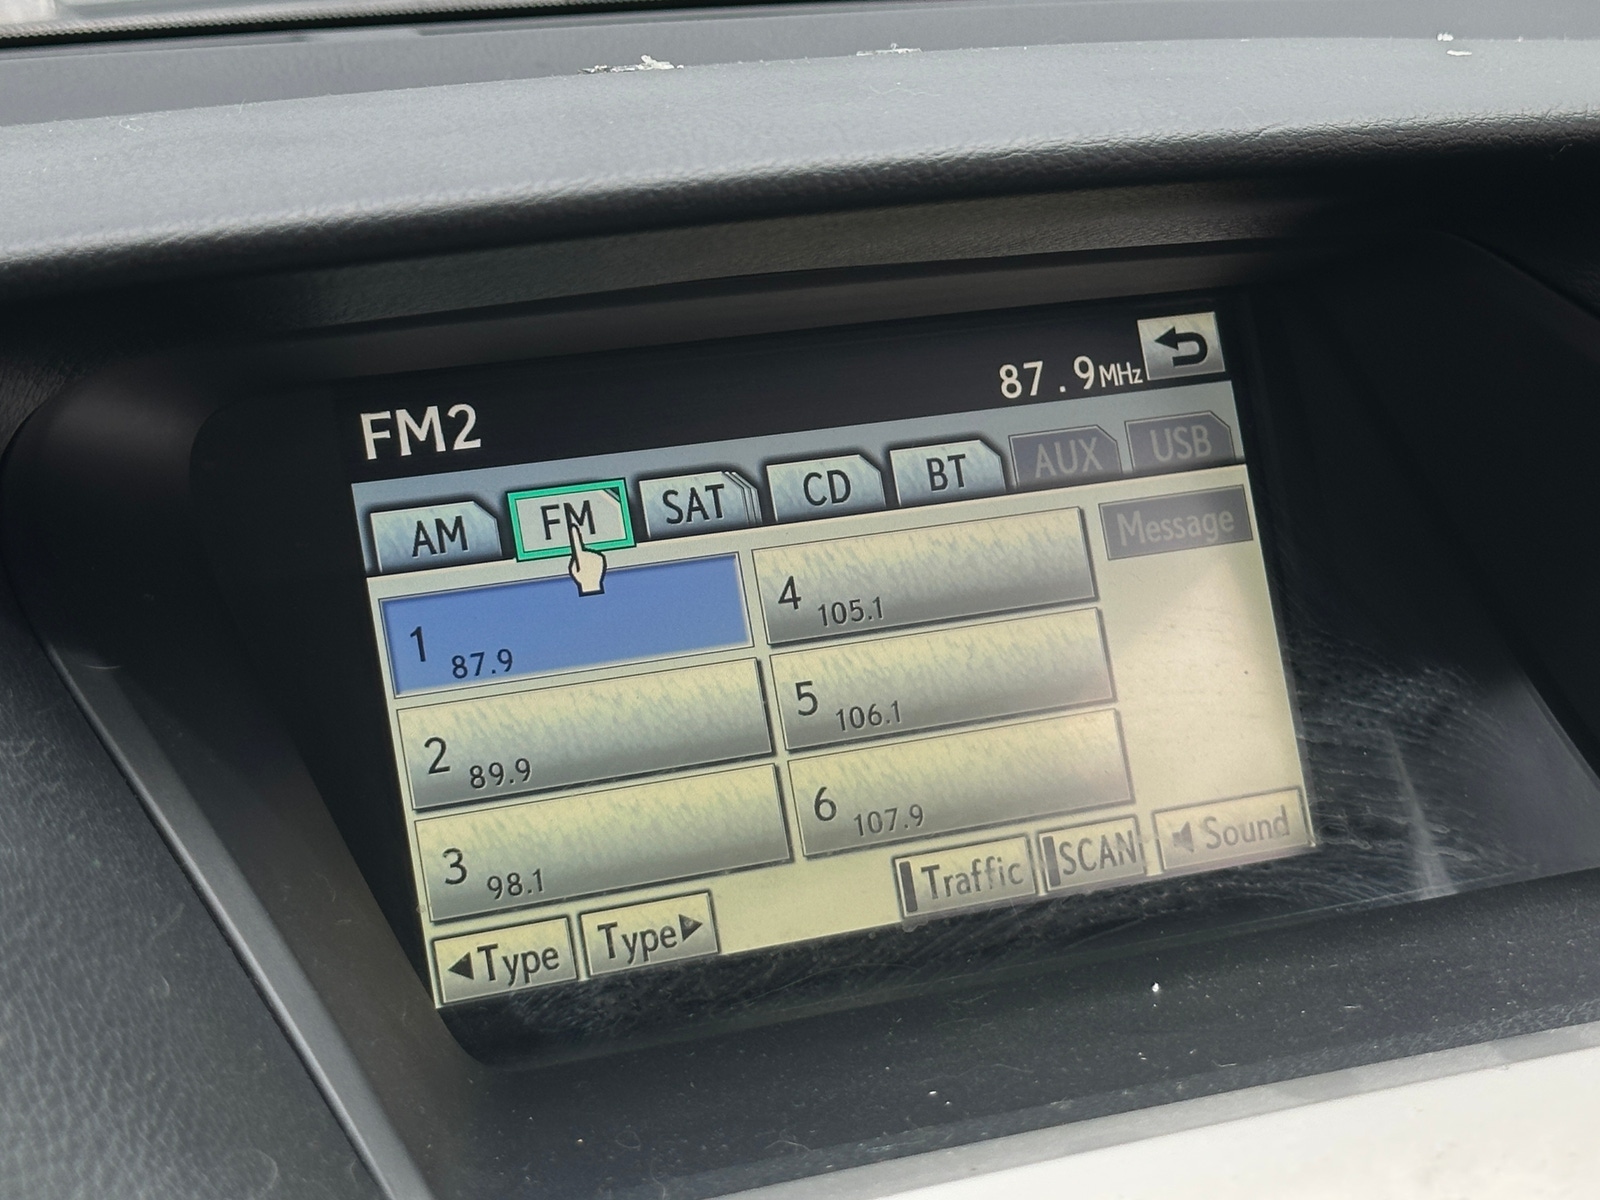 FM2
87.9MHz
AM FM SAT CD BT AUX USB
Message
1 87.9
2 89.9
3 98.1
4 105.1
5 106.1
6 107.9
Type Type
Traffic SCAN Sound